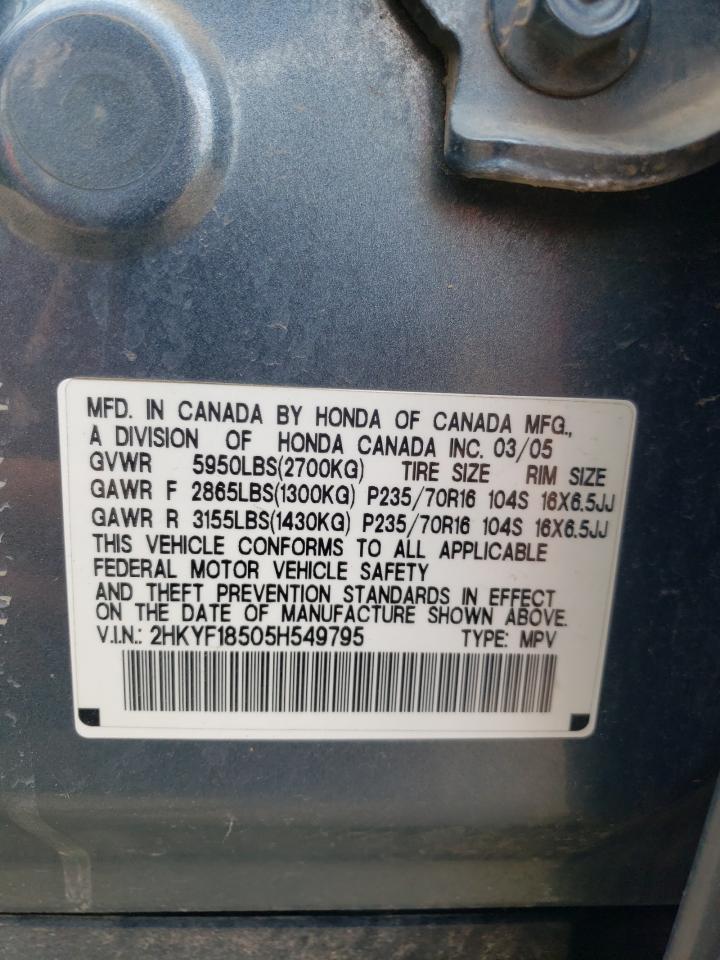 MFD. IN CANADA BY HONDA OF CANADA MFG.,
A DIVISION OF HONDA CANADA INC. 03/05
GVWR 5950LBS(2700KG) TIRE SIZE RIM SIZE
GAWR F 2865LBS(1300KG) P235/70R16 104S 16X6.5JJ
GAWR R 3155LBS(1430KG) P235/70R16 104S 16X6.5JJ
THIS VEHICLE CONFORMS TO ALL APPLICABLE
FEDERAL MOTOR VEHICLE SAFETY
AND THEFT PREVENTION STANDARDS IN EFFECT
ON THE DATE OF MANUFACTURE SHOWN ABOVE.
V.I.N.: 2HKYF18505H549795 TYPE: MPV